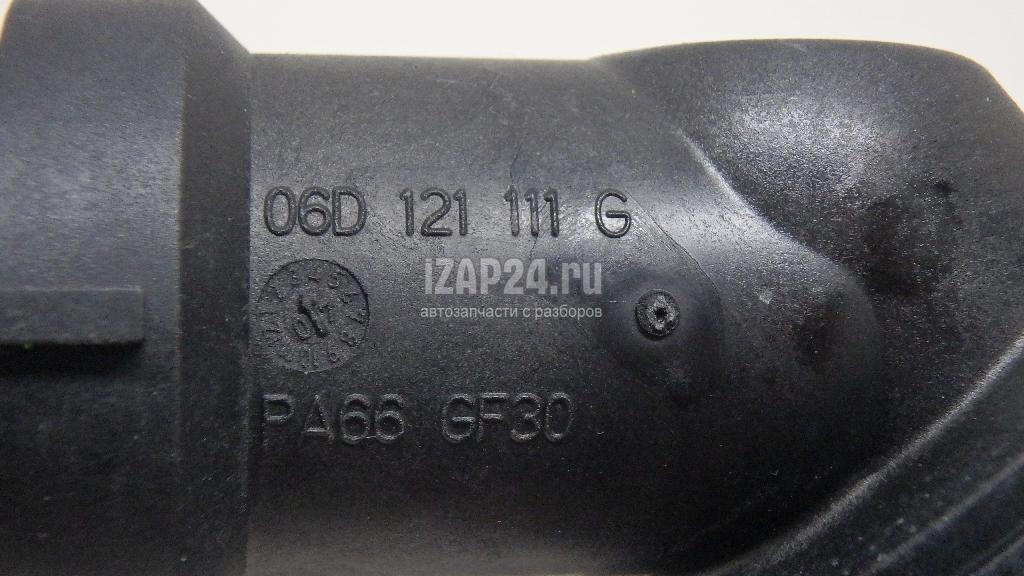 06D 121 111 G
iZAP24.ru
автозапчасти с разборов
PA66 GF30